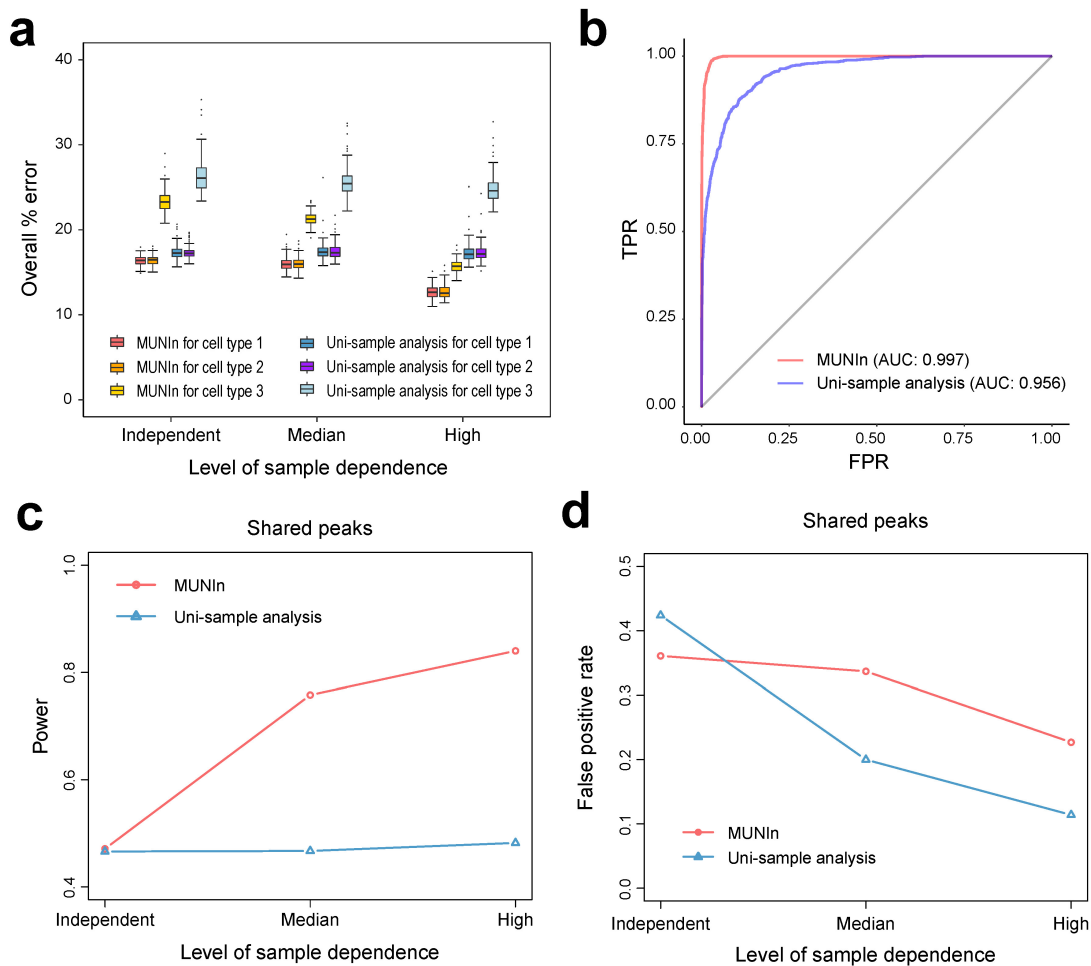 a
40
30
20
10
0
Overall % error
MUNIn for cell type 1
MUNIn for cell type 2
MUNIn for cell type 3
Uni-sample analysis for cell type 1
Uni-sample analysis for cell type 2
Uni-sample analysis for cell type 3
Independent
Median
High
Level of sample dependence
b
1.00
0.75
0.50
0.25
0.00
TPR
MUNIn (AUC: 0.997)
Uni-sample analysis (AUC: 0.956)
0.00
0.25
0.50
0.75
1.00
FPR
c
Shared peaks
1.0
0.8
0.6
0.4
Power
MUNIn
Uni-sample analysis
Independent
Median
High
Level of sample dependence
d
Shared peaks
0.5
0.4
0.3
0.2
0.1
0.0
False positive rate
MUNIn
Uni-sample analysis
Independent
Median
High
Level of sample dependence